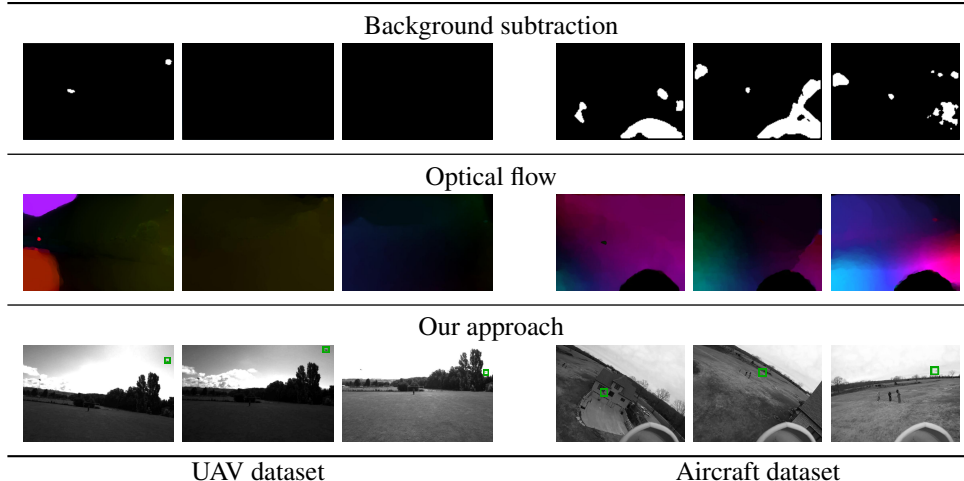 Background subtraction
Optical flow
Our approach
UAV dataset
Aircraft dataset